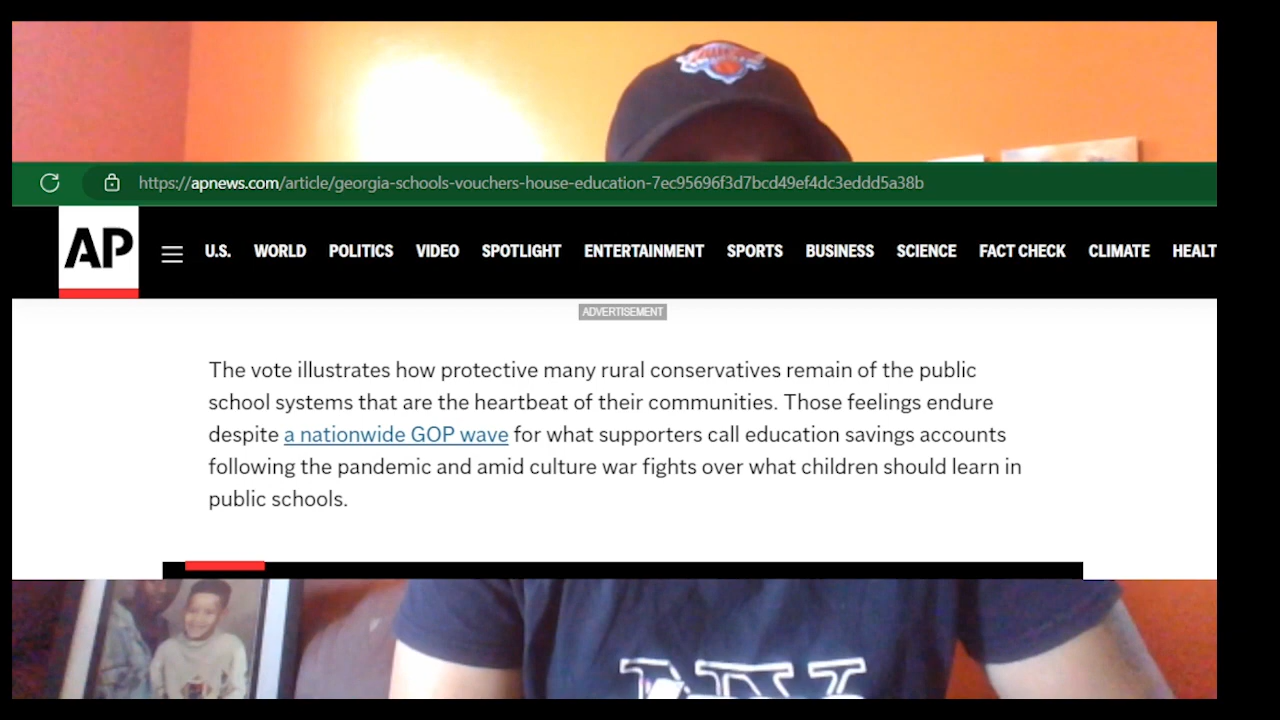 https://apnews.com/article/georgia-schools-vouchers-house-education-7ec95696f3d7bcd49ef4dc3eddd5a38b
AP U.S. WORLD POLITICS VIDEO SPOTLIGHT ENTERTAINMENT SPORTS BUSINESS SCIENCE FACT CHECK CLIMATE HEALT
ADVERTISEMENT
The vote illustrates how protective many rural conservatives remain of the public
school systems that are the heartbeat of their communities. Those feelings endure
despite a nationwide GOP wave for what supporters call education savings accounts
following the pandemic and amid culture war fights over what children should learn in
public schools.